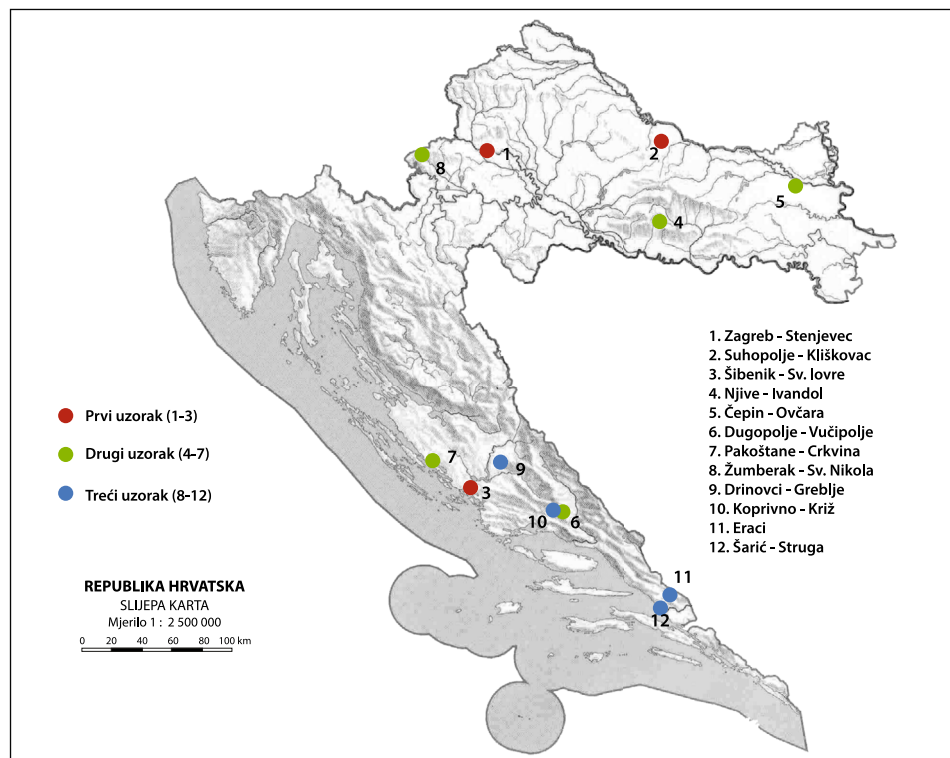 1
2
8
5
4
1. Zagreb - Stenjevec
2. Suhopolje - Kliškovac
3. Šibenik - Sv. lovre
4. Njive - Ivandol
5. Čepin - Ovčara
6. Dugopolje - Vučipolje
7. Pakoštane - Crkvina
8. Žumberak - Sv. Nikola
9. Drinovci - Greblje
10. Koprivno - Križ
11. Eraci
12. Šarić - Struga
Prvi uzorak (1-3)
Drugi uzorak (4-7)
Treći uzorak (8-12)
7
9
3
10
6
11
12
REPUBLIKA HRVATSKA
SLIJEPA KARTA
Mjerilo 1 : 2 500 000
0 20 40 60 80 100 km